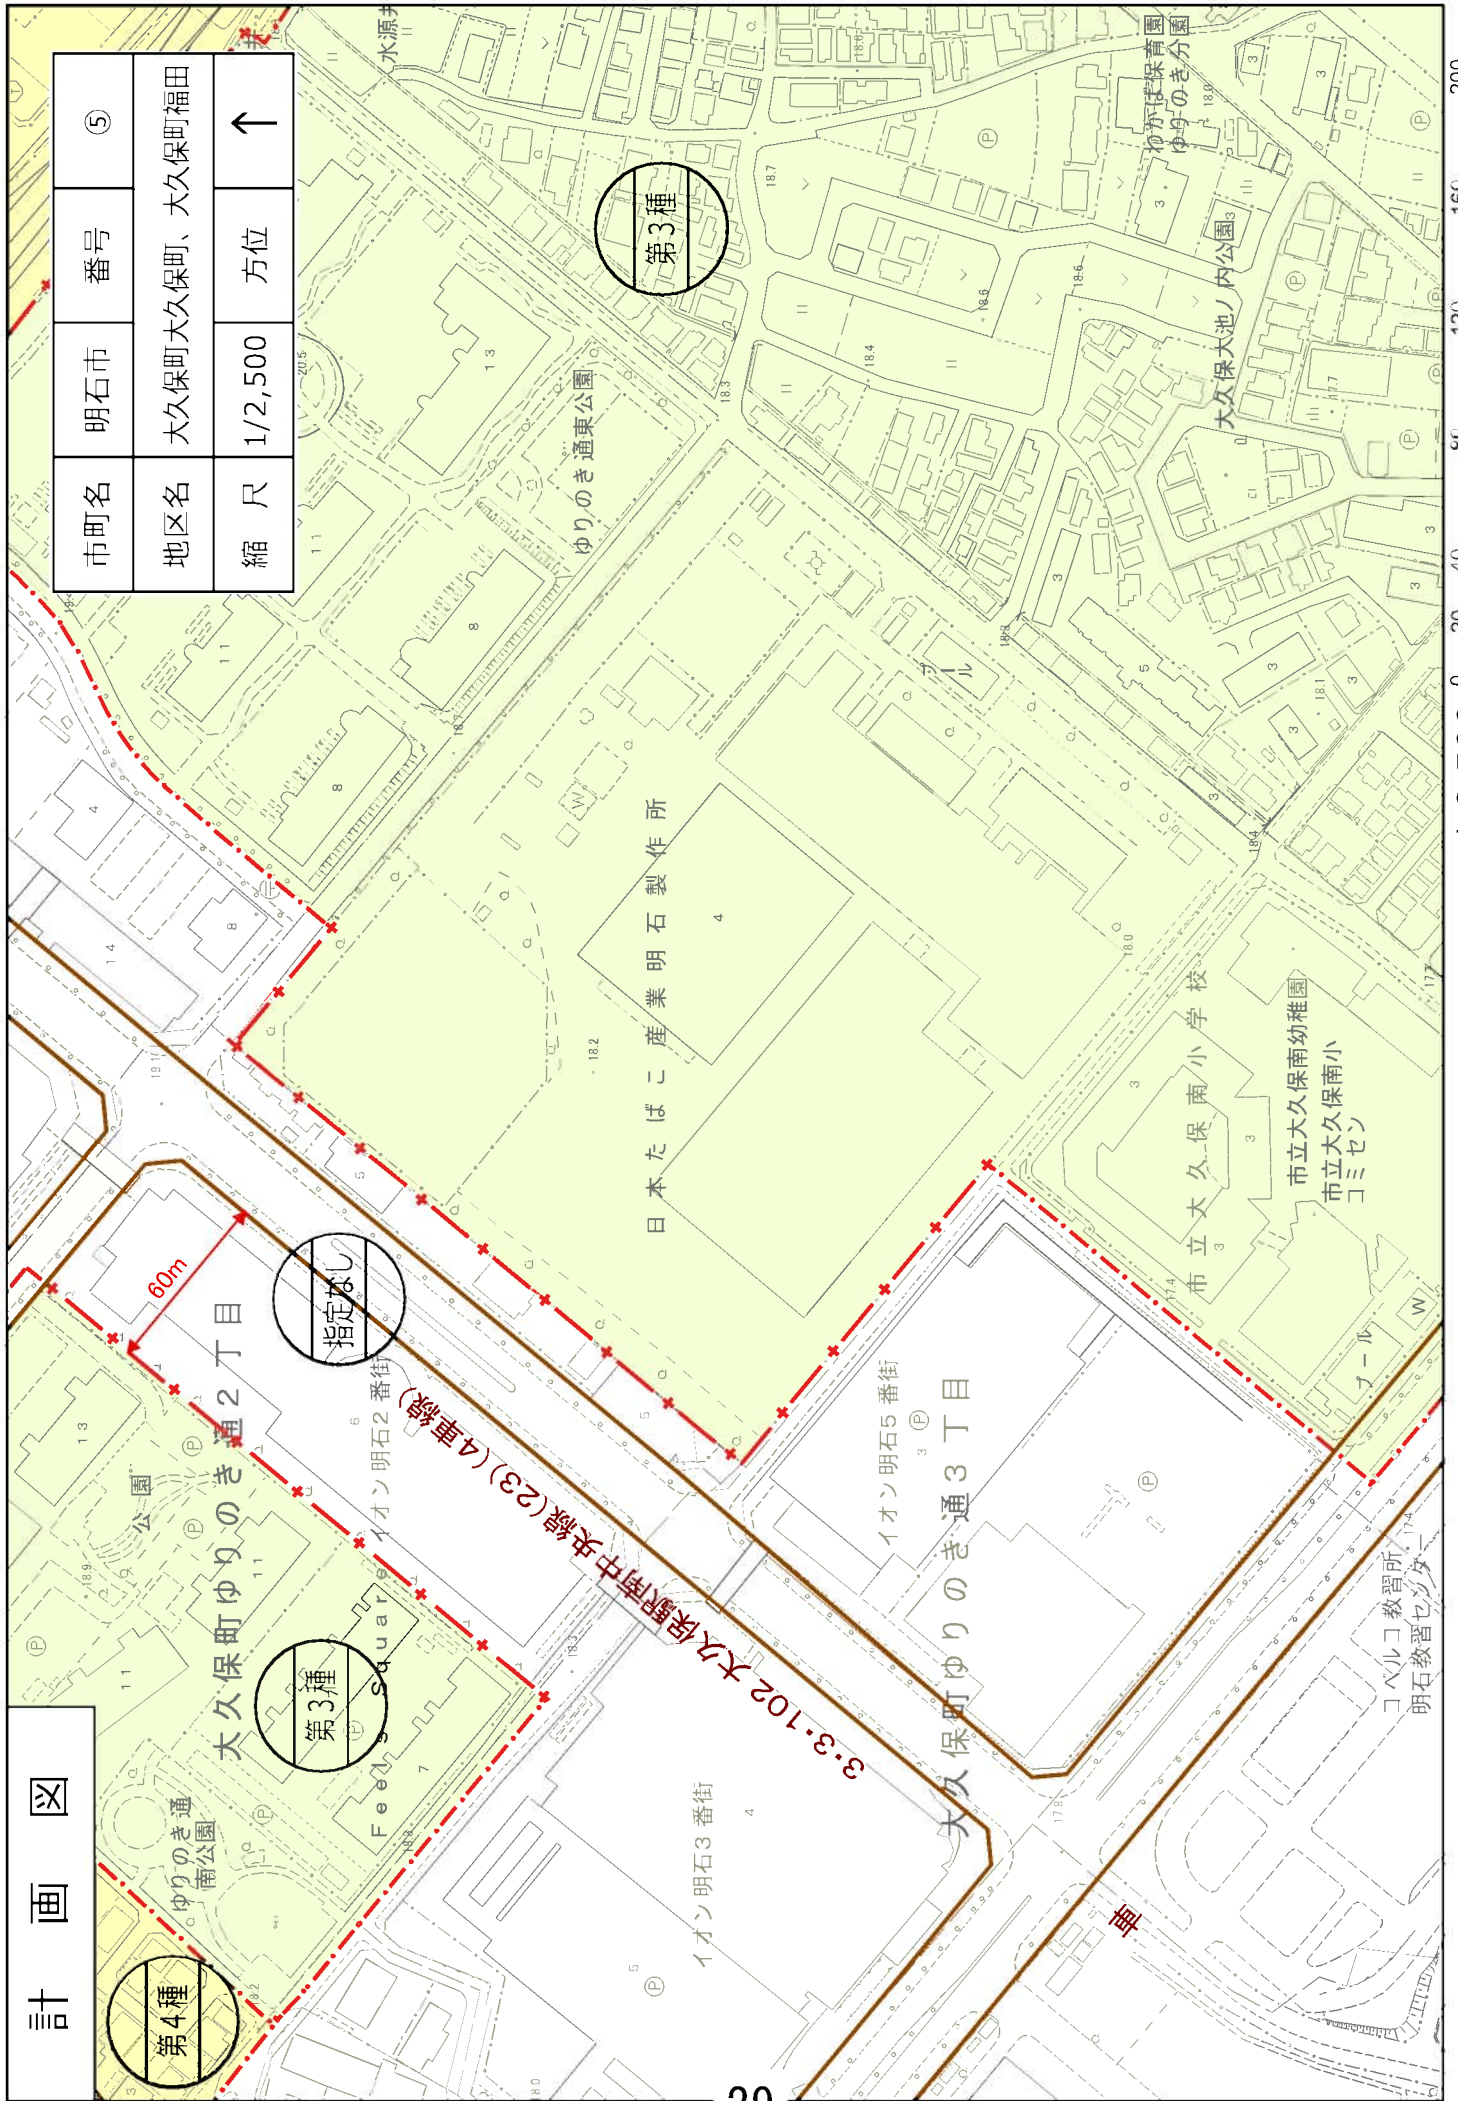 計画図
市町名 明石市 番号 ⑤
地区名 大久保町大久保町、大久保町福田
縮尺 1/2,500 方位 ↑
第4種
ゆりのき通
南公園
第3種
大久保町ゆりのき通2丁目
公園
Feel's Square
イオン明石2番街
60m
指定なし
3・3・102 大久保駅南中央線(23)(4車線)
イオン明石3番街
イオン明石5番街
大久保町ゆりのき通3丁目
日本たばこ産業明石製作所
ゆりのき通東公園
第3種
水源井
わかば保育園
ゆりのき分園
大久保大池ノ内公園
プール
市立大久保南小学校
市立大久保南幼稚園
市立大久保南小
コミセン
プール
コベルコ教習所
明石教習センター